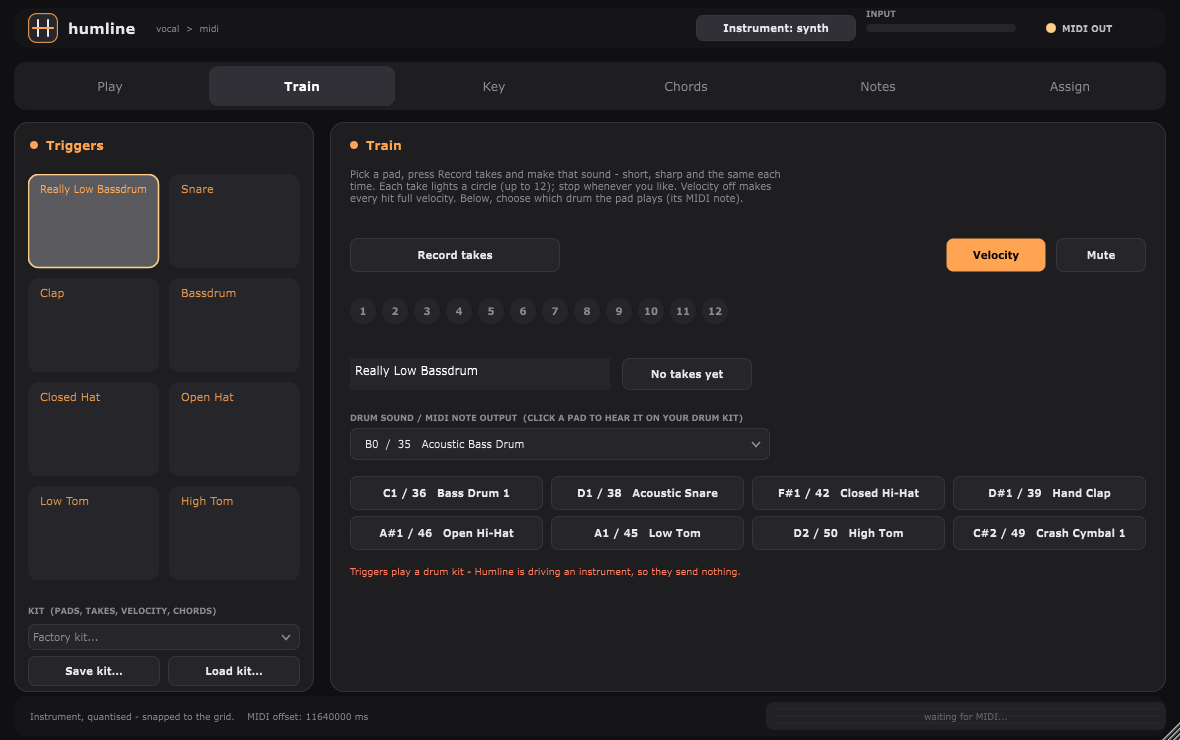 humline
vocal > midi
Instrument: synth
INPUT
MIDI OUT
Play
Train
Key
Chords
Notes
Assign
Triggers
Really Low Bassdrum
Snare
Clap
Bassdrum
Closed Hat
Open Hat
Low Tom
High Tom
KIT (PADS, TAKES, VELOCITY, CHORDS)
Factory kit...
Save kit...
Load kit...
Train
Pick a pad, press Record takes and make that sound - short, sharp and the same each
time. Each take lights a circle (up to 12); stop whenever you like. Velocity off makes
every hit full velocity. Below, choose which drum the pad plays (its MIDI note).
Record takes
Velocity
Mute
1 2 3 4 5 6 7 8 9 10 11 12
Really Low Bassdrum
No takes yet
DRUM SOUND / MIDI NOTE OUTPUT (CLICK A PAD TO HEAR IT ON YOUR DRUM KIT)
B0 / 35 Acoustic Bass Drum
C1 / 36 Bass Drum 1
D1 / 38 Acoustic Snare
F#1 / 42 Closed Hi-Hat
D#1 / 39 Hand Clap
A#1 / 46 Open Hi-Hat
A1 / 45 Low Tom
D2 / 50 High Tom
C#2 / 49 Crash Cymbal 1
Triggers play a drum kit - Humline is driving an instrument, so they send nothing.
Instrument, quantised - snapped to the grid. MIDI offset: 11640000 ms
waiting for MIDI...